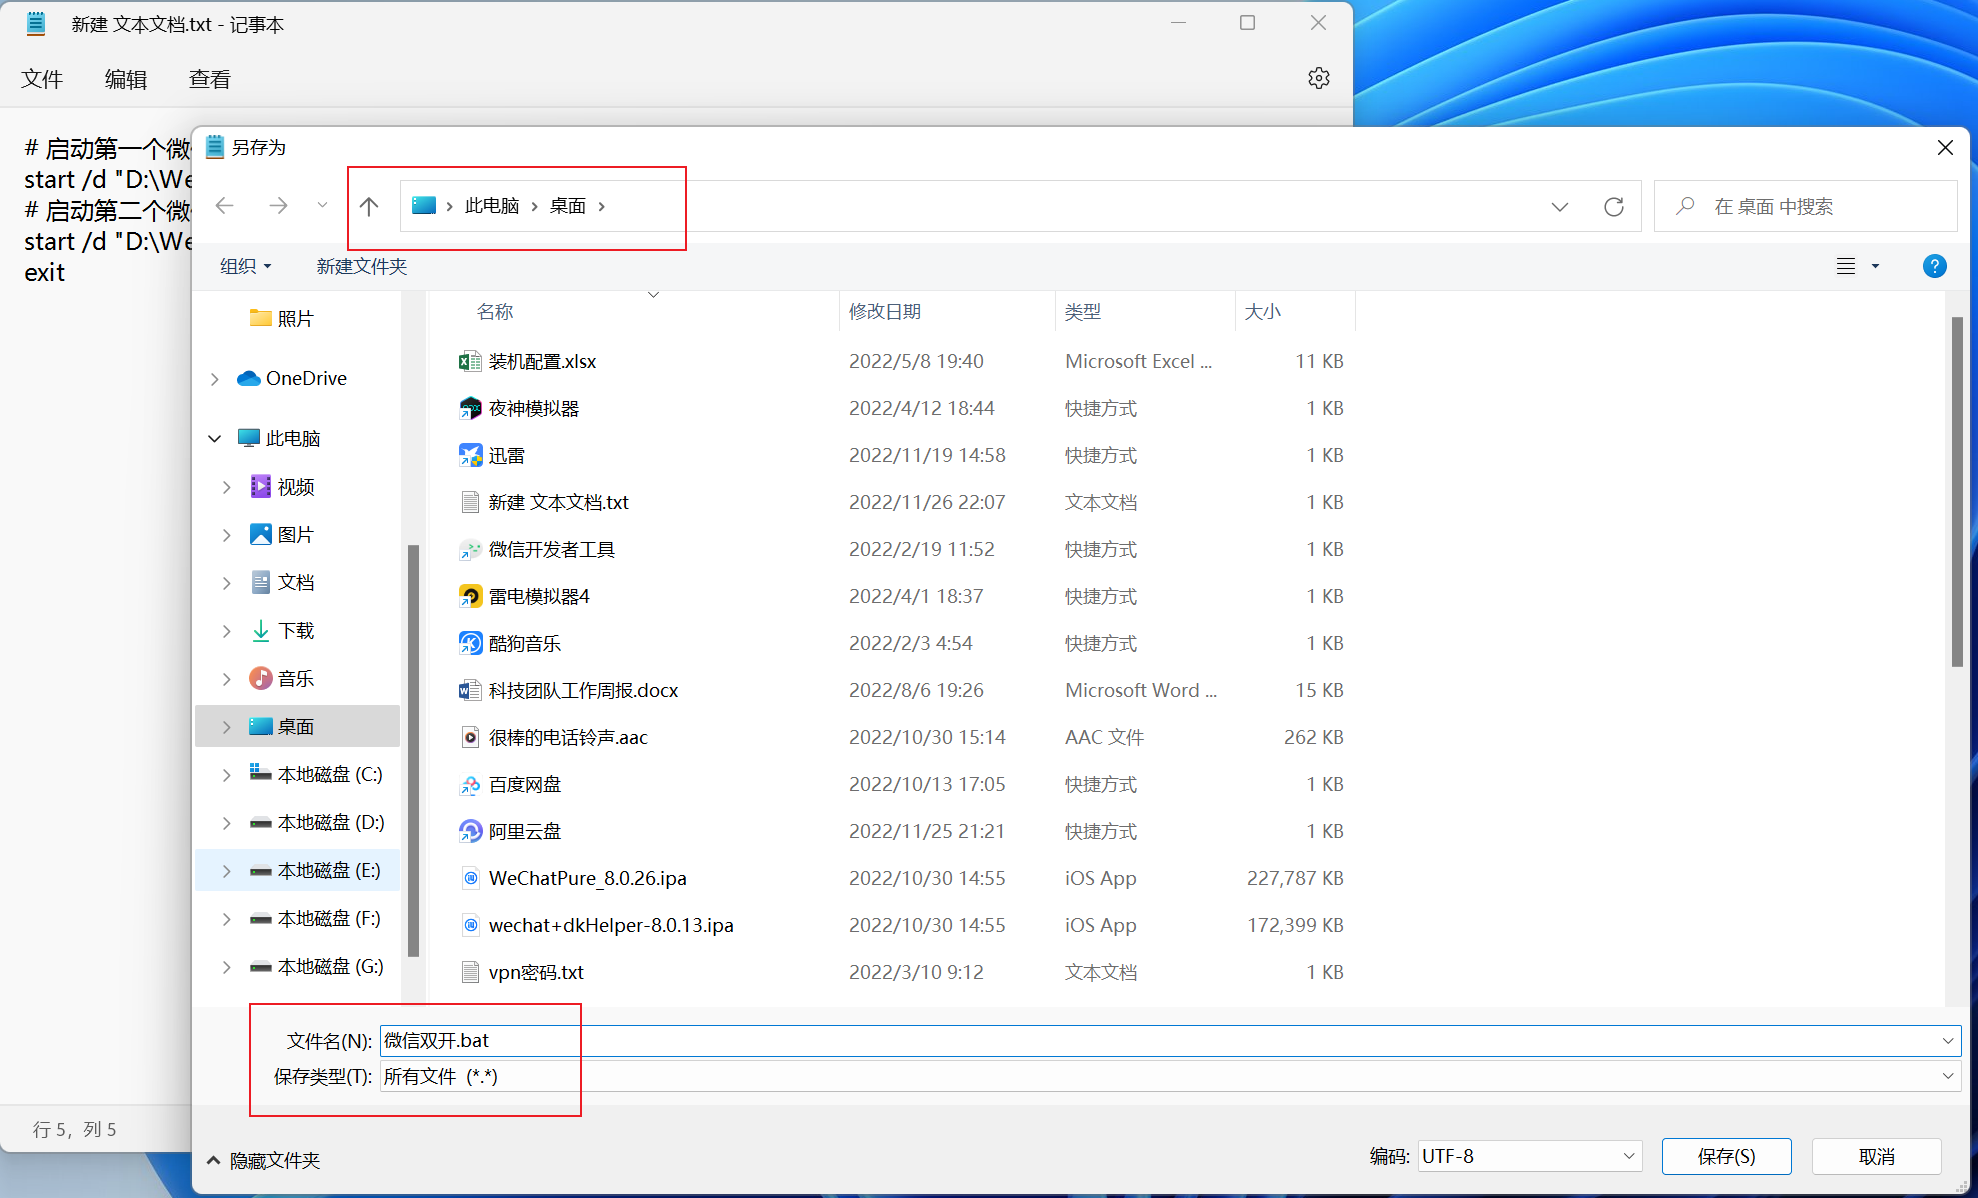 新建 文本文档.txt - 记事本
文件 编辑 查看
# 启动第一个微
start /d "D:\We
# 启动第二个微
start /d "D:\We
exit
行 5，列 5
另存为
此电脑 桌面
在 桌面 中搜索
组织 新建文件夹
照片
OneDrive
此电脑
视频
图片
文档
下载
音乐
桌面
本地磁盘 (C:)
本地磁盘 (D:)
本地磁盘 (E:)
本地磁盘 (F:)
本地磁盘 (G:)
名称 修改日期 类型 大小
装机配置.xlsx 2022/5/8 19:40 Microsoft Excel ... 11 KB
夜神模拟器 2022/4/12 18:44 快捷方式 1 KB
迅雷 2022/11/19 14:58 快捷方式 1 KB
新建 文本文档.txt 2022/11/26 22:07 文本文档 1 KB
微信开发者工具 2022/2/19 11:52 快捷方式 1 KB
雷电模拟器4 2022/4/1 18:37 快捷方式 1 KB
酷狗音乐 2022/2/3 4:54 快捷方式 1 KB
科技团队工作周报.docx 2022/8/6 19:26 Microsoft Word ... 15 KB
很棒的电话铃声.aac 2022/10/30 15:14 AAC 文件 262 KB
百度网盘 2022/10/13 17:05 快捷方式 1 KB
阿里云盘 2022/11/25 21:21 快捷方式 1 KB
WeChatPure_8.0.26.ipa 2022/10/30 14:55 iOS App 227,787 KB
wechat+dkHelper-8.0.13.ipa 2022/10/30 14:55 iOS App 172,399 KB
vpn密码.txt 2022/3/10 9:12 文本文档 1 KB
文件名(N): 微信双开.bat
保存类型(T): 所有文件 (*.*)
隐藏文件夹
编码: UTF-8 保存(S) 取消